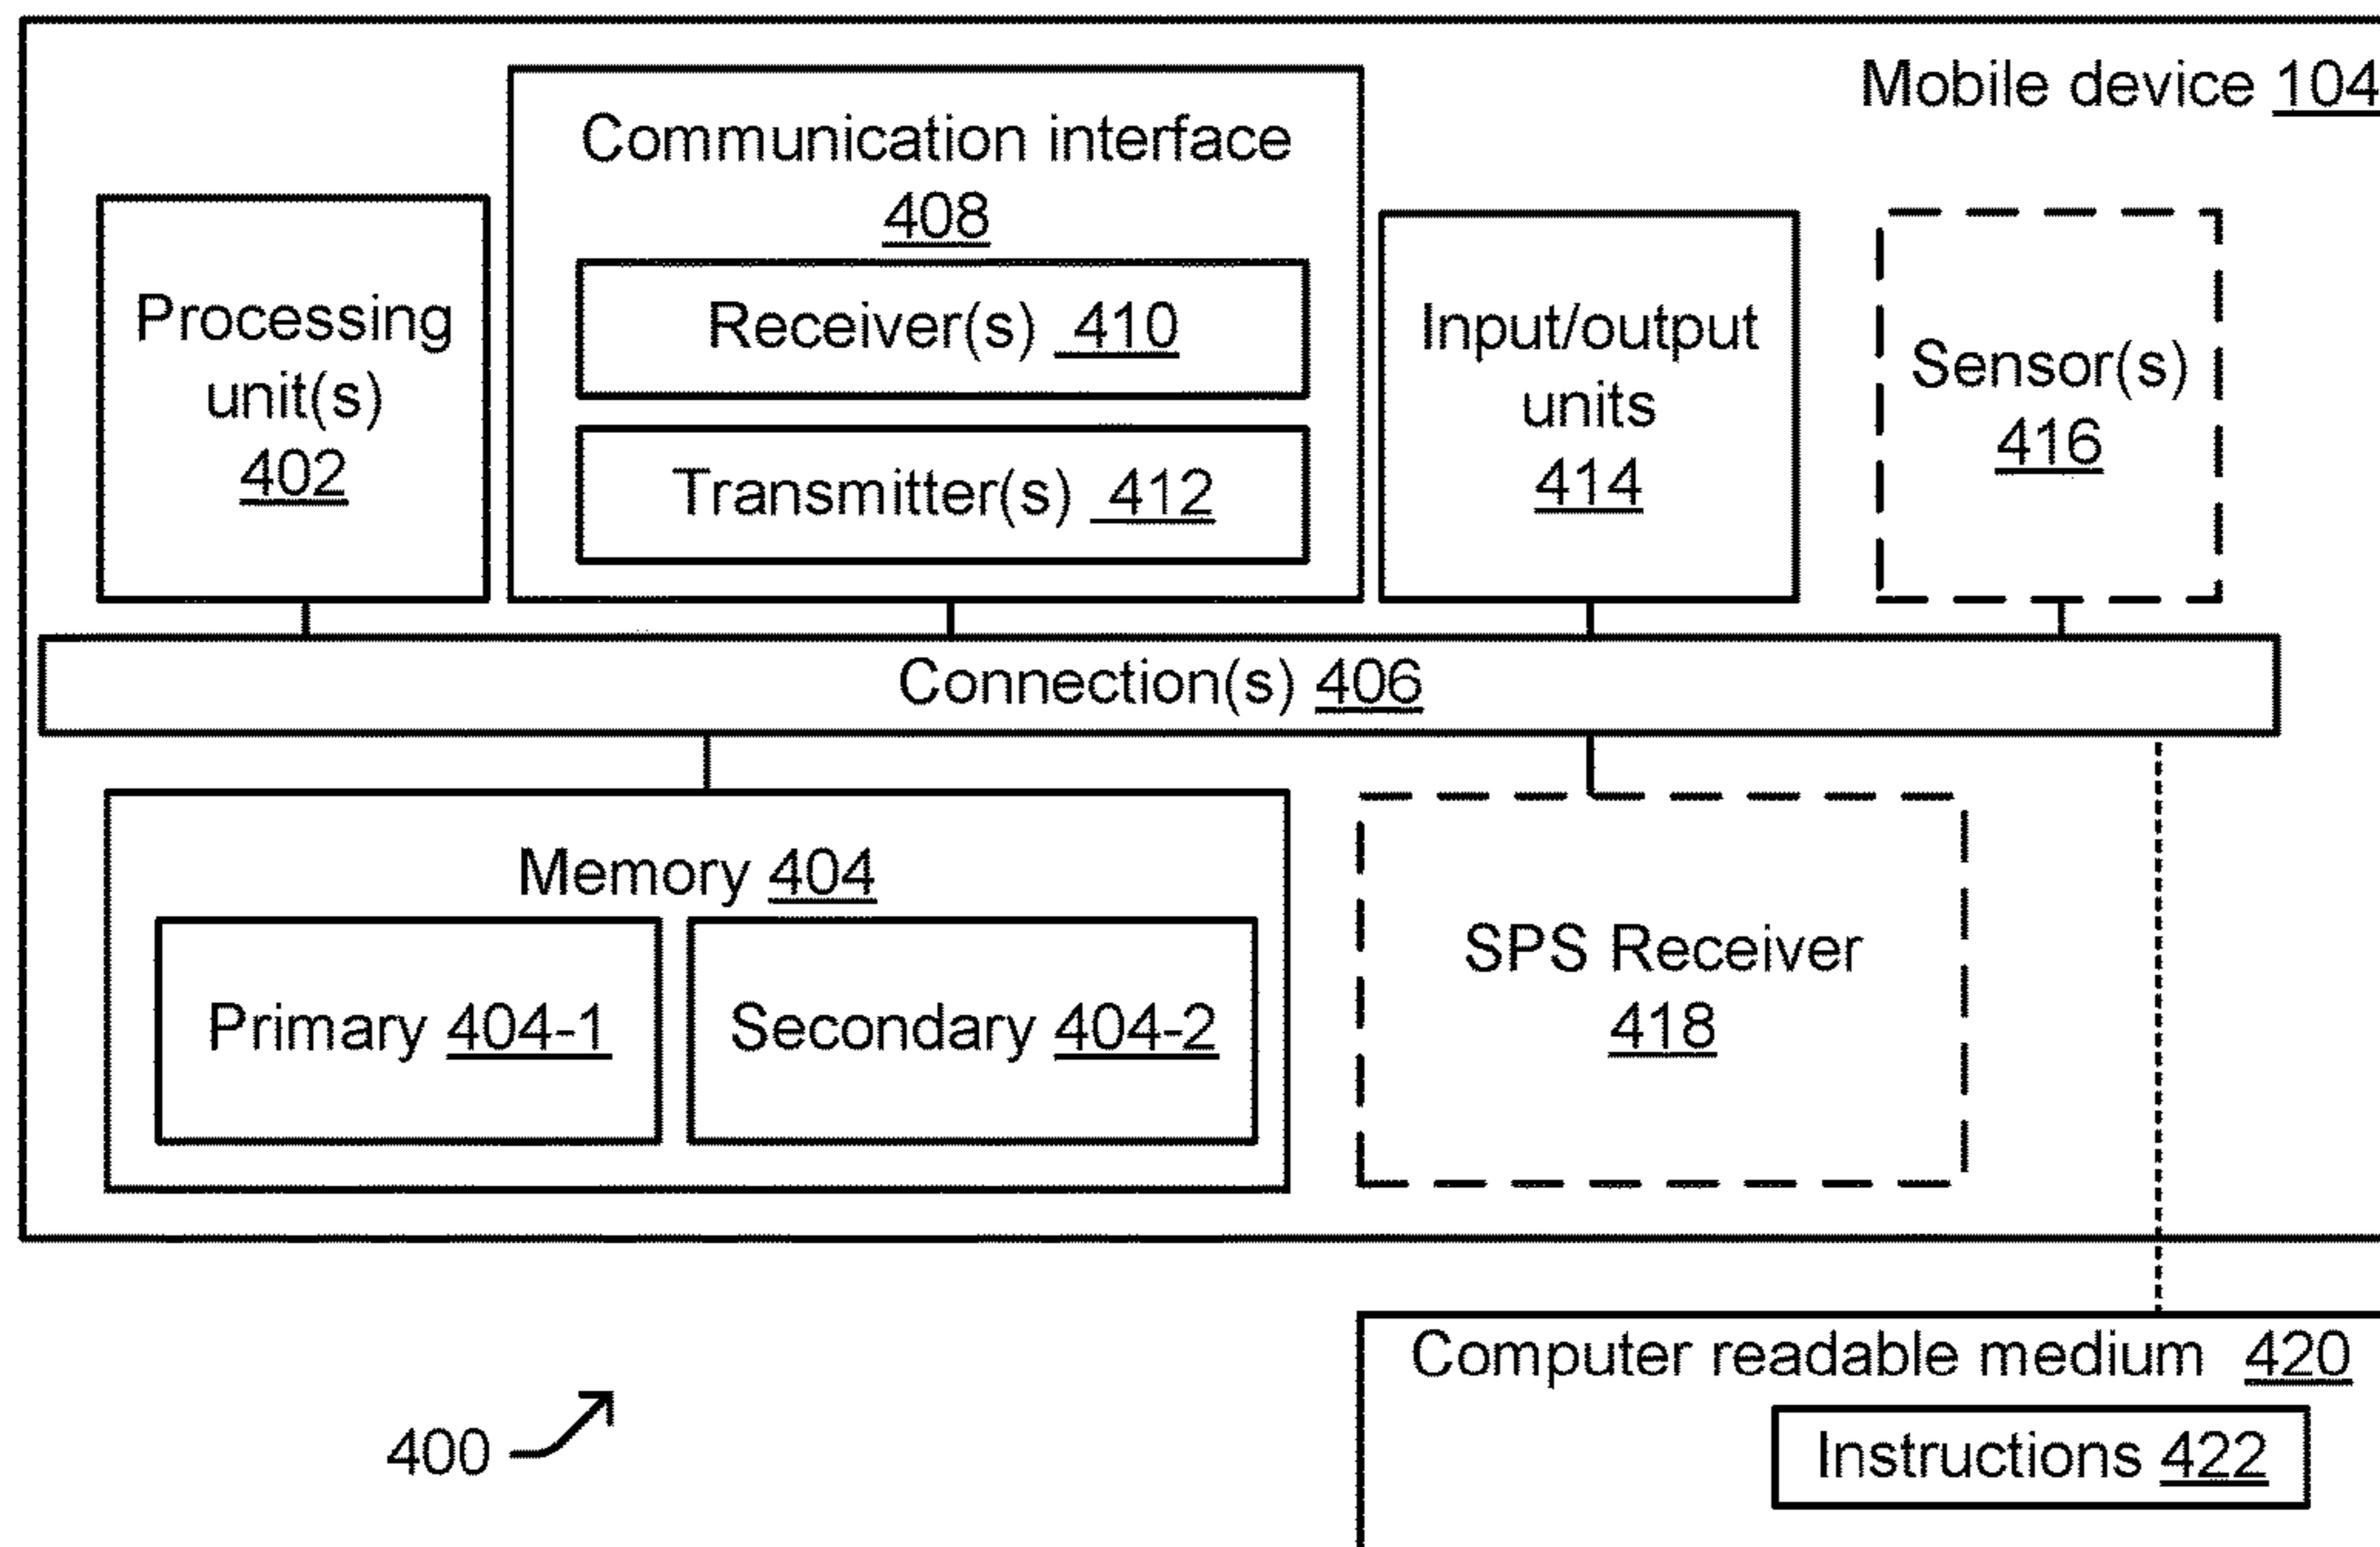 Mobile device 104
Communication interface
408
Receiver(s) 410
Transmitter(s) 412
Processing
unit(s)
402
Input/output
units
414
Sensor(s)
416
Connection(s) 406
Memory 404
Primary 404-1
Secondary 404-2
SPS Receiver
418
Computer readable medium 420
Instructions 422
400